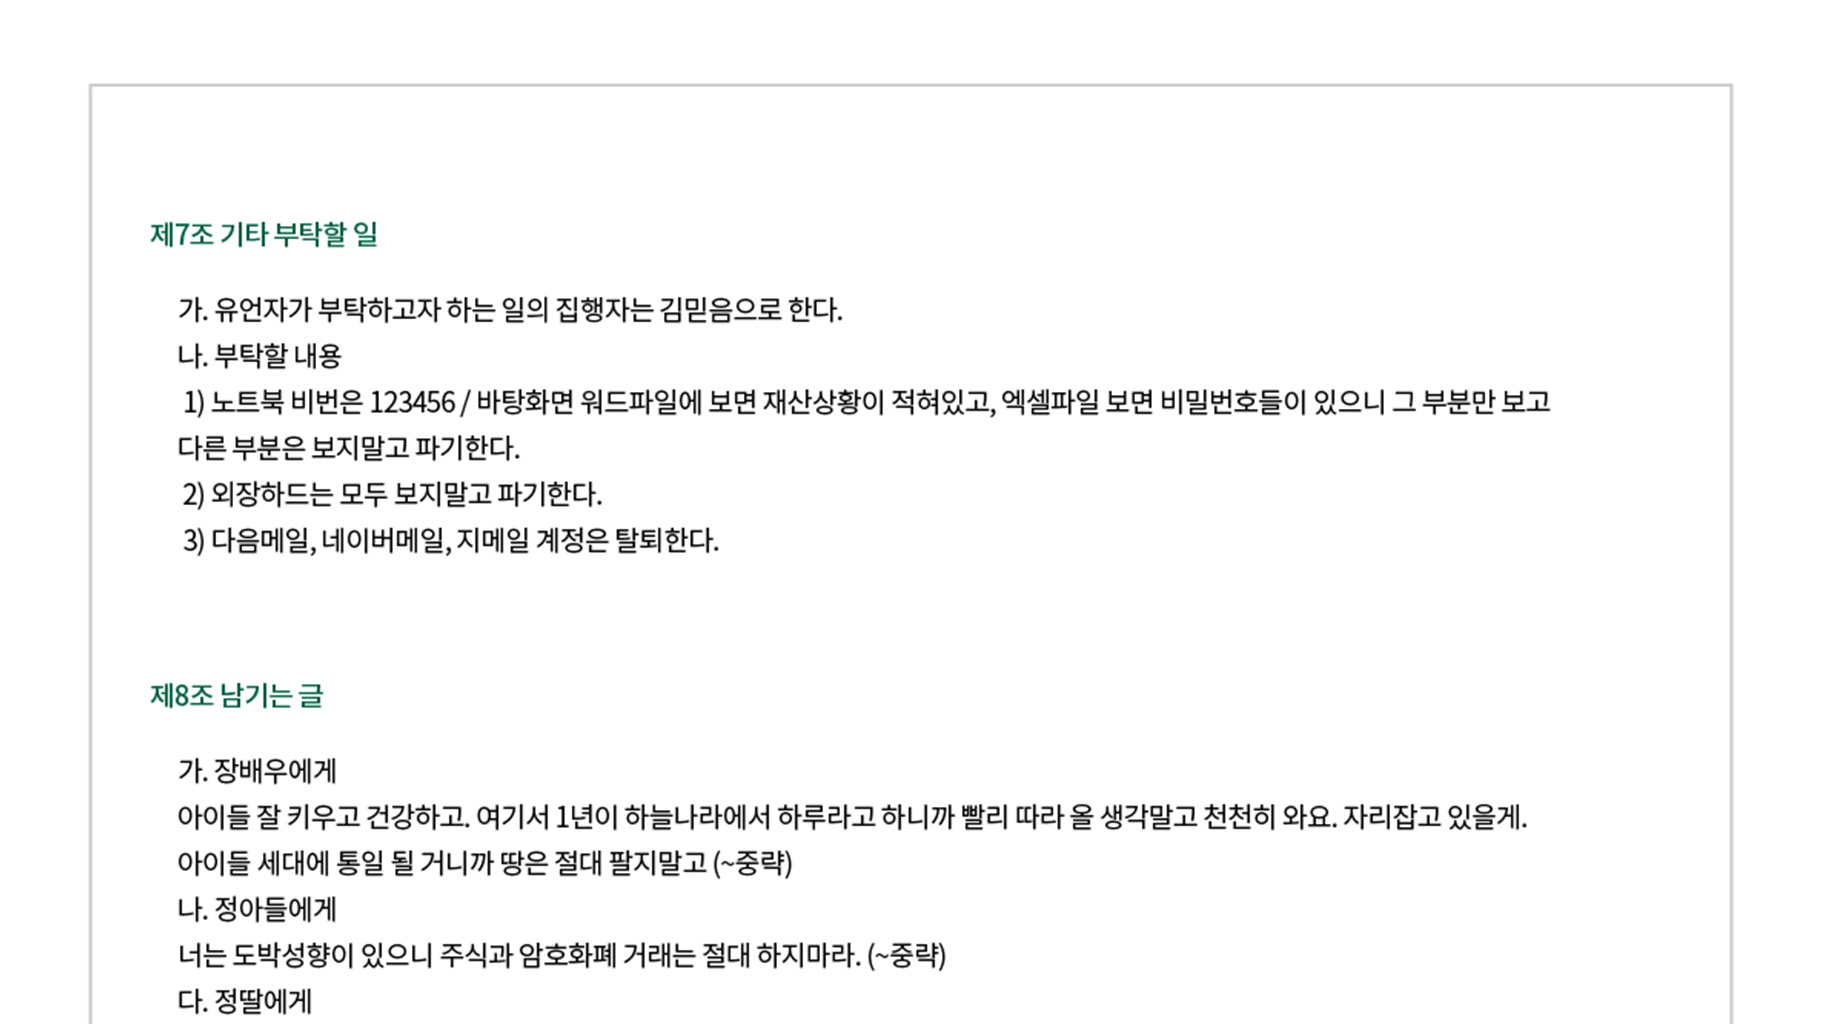 제7조 기타 부탁할 일
가. 유언자가 부탁하고자 하는 일의 집행자는 김믿음으로 한다.
나. 부탁할 내용
1) 노트북 비번은 123456 / 바탕화면 워드파일에 보면 재산상황이 적혀있고, 엑셀파일 보면 비밀번호들이 있으니 그 부분만 보고
다른 부분은 보지말고 파기한다.
2) 외장하드는 모두 보지말고 파기한다.
3) 다음메일, 네이버메일, 지메일 계정은 탈퇴한다.
제8조 남기는 글
가. 장배우에게
아이들 잘 키우고 건강하고. 여기서 1년이 하늘나라에서 하루라고 하니까 빨리 따라 올 생각말고 천천히 와요. 자리잡고 있을게.
아이들 세대에 통일 될 거니까 땅은 절대 팔지말고 (~중략)
나. 정아들에게
너는 도박성향이 있으니 주식과 암호화폐 거래는 절대 하지마라. (~중략)
다. 정딸에게